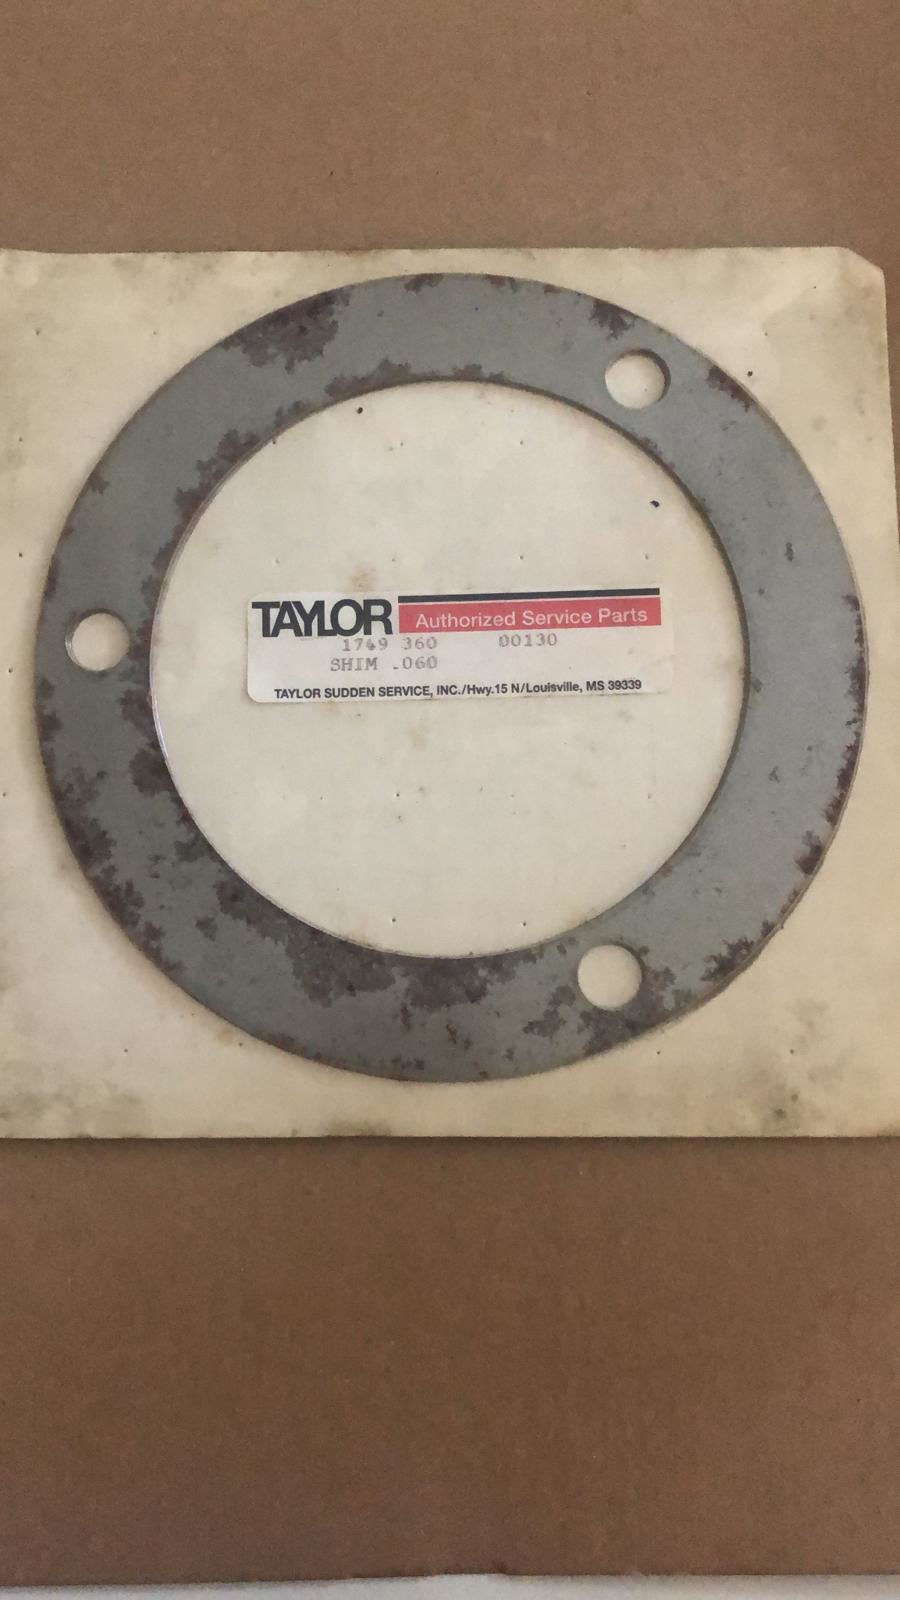 TAYLOR Authorized Service Parts
1749 360 00130
SHIM .060
TAYLOR SUDDEN SERVICE, INC./Hwy.15 N/Louisville, MS 39339